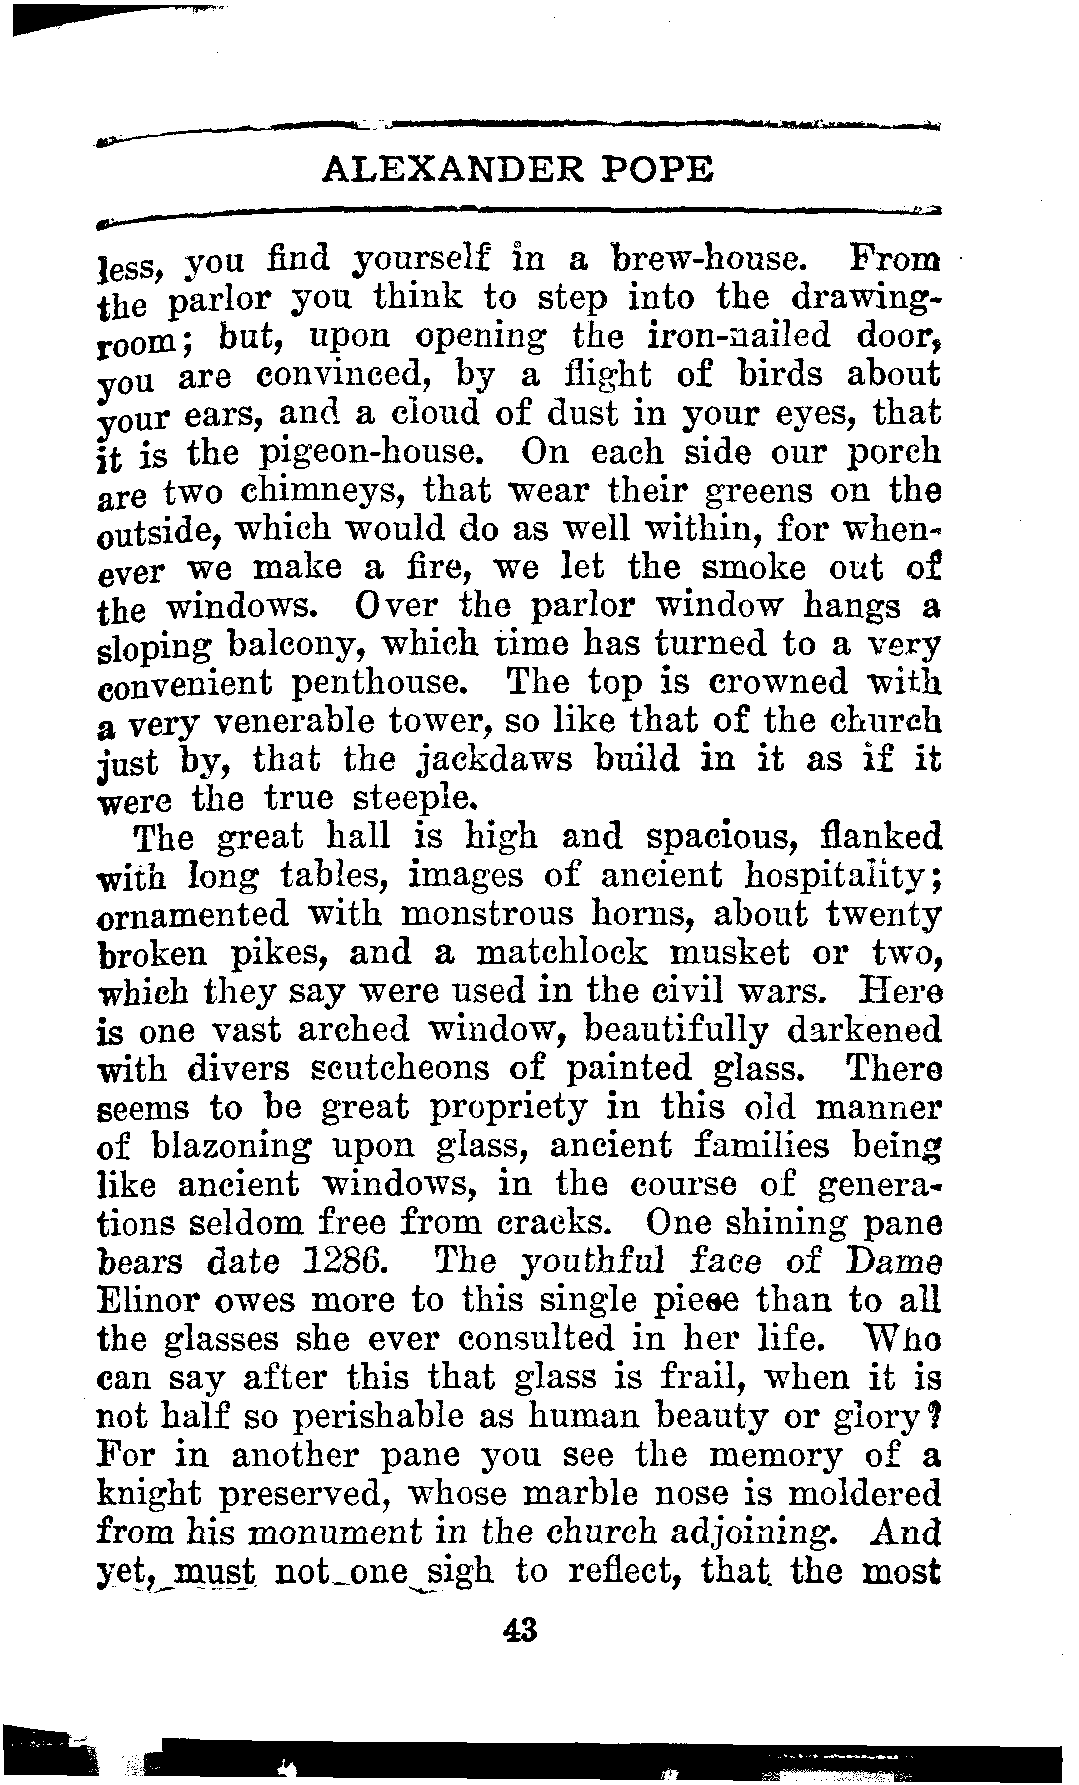 ALEXANDER POPE
less, you find yourself in a brew-house. From
the parlor you think to step into the drawing-
room; but, upon opening the iron-nailed door,
you are convinced, by a flight of birds about
your ears, and a cloud of dust in your eyes, that
it is the pigeon-house. On each side our porch
are two chimneys, that wear their greens on the
outside, which would do as well within, for when-
ever we make a fire, we let the smoke out of
the windows. Over the parlor window hangs a
sloping balcony, which time has turned to a very
convenient penthouse. The top is crowned with
a very venerable tower, so like that of the church
just by, that the jackdaws build in it as if it
were the true steeple.
The great hall is high and spacious, flanked
with long tables, images of ancient hospitality;
ornamented with monstrous horns, about twenty
broken pikes, and a matchlock musket or two,
which they say were used in the civil wars. Here
is one vast arched window, beautifully darkened
with divers scutcheons of painted glass. There
seems to be great propriety in this old manner
of blazoning upon glass, ancient families being
like ancient windows, in the course of genera-
tions seldom free from cracks. One shining pane
bears date 1286. The youthful face of Dame
Elinor owes more to this single piece than to all
the glasses she ever consulted in her life. Who
can say after this that glass is frail, when it is
not half so perishable as human beauty or glory?
For in another pane you see the memory of a
knight preserved, whose marble nose is moldered
from his monument in the church adjoining. And
yet, must not one sigh to reflect, that the most
43